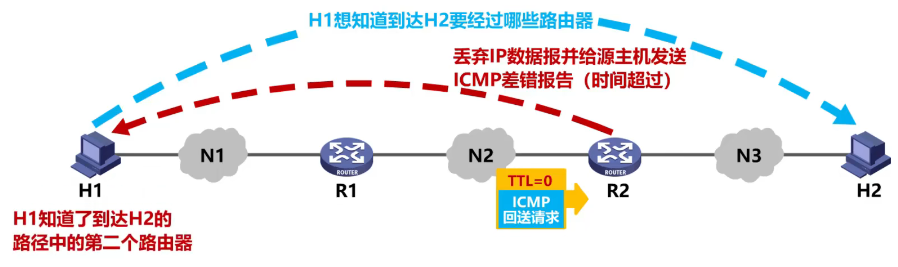 H1想知道到达H2要经过哪些路由器
丢弃IP数据报并给源主机发送
ICMP差错报告（时间超过）
N1
N2
N3
ROUTER
ROUTER
H1
R1
R2
H2
TTL=0
ICMP
回送请求
H1知道了到达H2的
路径中的第二个路由器